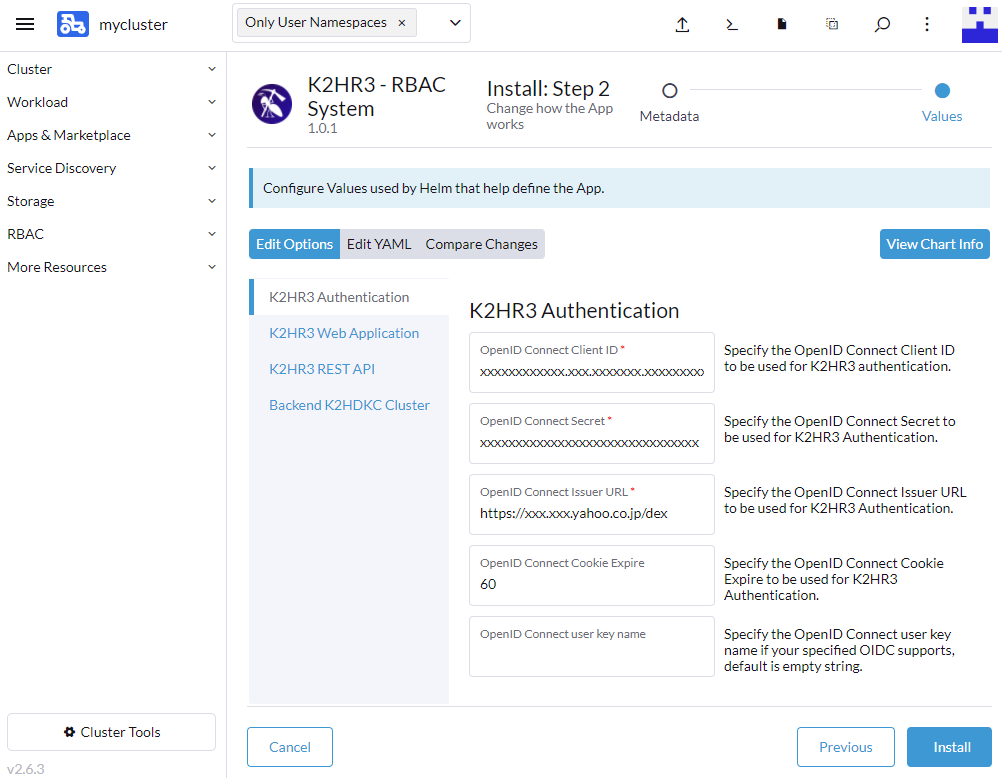 mycluster
Only User Namespaces ×
Cluster
Workload
Apps & Marketplace
Service Discovery
Storage
RBAC
More Resources
Cluster Tools
v2.6.3
K2HR3 - RBAC
System
1.0.1
Install: Step 2
Change how the App
works
Metadata
Values
Configure Values used by Helm that help define the App.
Edit Options
Edit YAML
Compare Changes
View Chart Info
K2HR3 Authentication
K2HR3 Web Application
K2HR3 REST API
Backend K2HDKC Cluster
K2HR3 Authentication
OpenID Connect Client ID *
xxxxxxxxxxxx.xxx.xxxxxxx.xxxxxxxxx
Specify the OpenID Connect Client ID
to be used for K2HR3 authentication.
OpenID Connect Secret *
xxxxxxxxxxxxxxxxxxxxxxxxxxxxxxxx
Specify the OpenID Connect Secret to
be used for K2HR3 Authentication.
OpenID Connect Issuer URL *
https://xxx.xxx.yahoo.co.jp/dex
Specify the OpenID Connect Issuer URL
to be used for K2HR3 Authentication.
OpenID Connect Cookie Expire
60
Specify the OpenID Connect Cookie
Expire to be used for K2HR3
Authentication.
OpenID Connect user key name
Specify the OpenID Connect user key
name if your specified OIDC supports,
default is empty string.
Cancel
Previous
Install